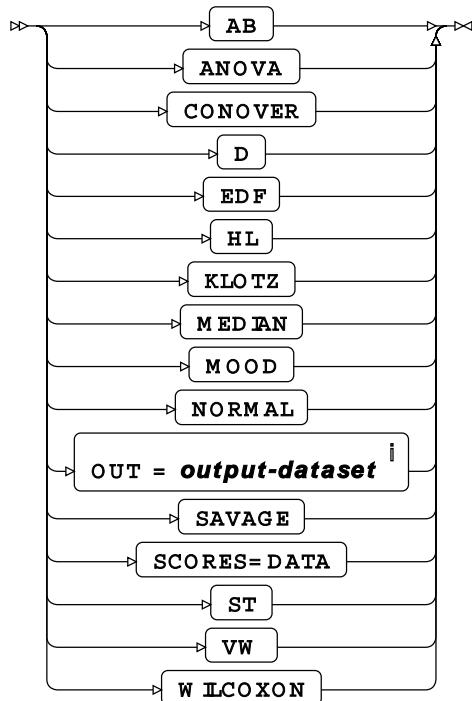 AB
ANOVA
CONOVER
D
EDF
HL
KLOTZ
MEDIAN
MOOD
NORMAL
OUT = output-dataset i
SAVAGE
SCORES=DATA
ST
VW
WILCOXON